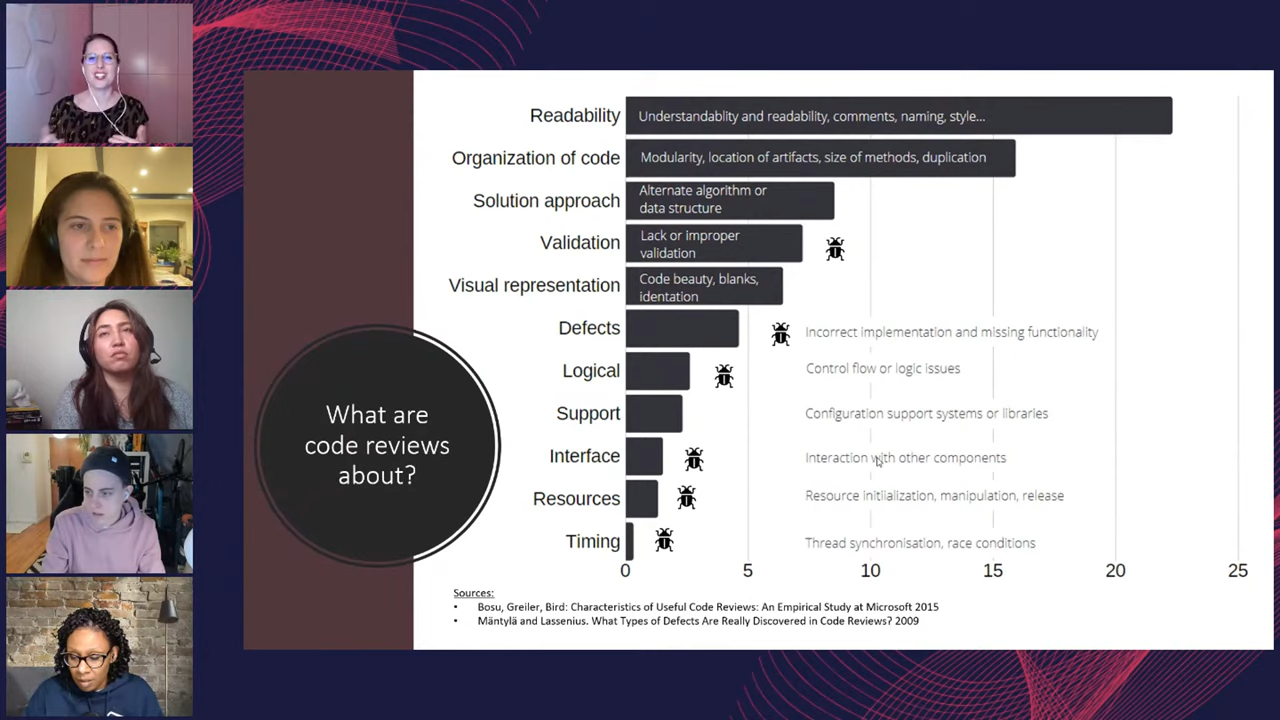 Readability
Understandablity and readability, comments, naming, style...
Organization of code
Modularity, location of artifacts, size of methods, duplication
Solution approach
Alternate algorithm or
data structure
Validation
Lack or improper
validation
Visual representation
Code beauty, blanks,
identation
Defects
Incorrect implementation and missing functionality
Logical
Control flow or logic issues
Support
Configuration support systems or libraries
Interface
Interaction with other components
Resources
Resource initiialization, manipulation, release
Timing
Thread synchronisation, race conditions
0 5 10 15 20 25
What are
code reviews
about?
Sources:
• Bosu, Greiler, Bird: Characteristics of Useful Code Reviews: An Empirical Study at Microsoft 2015
• Mäntylä and Lassenius. What Types of Defects Are Really Discovered in Code Reviews? 2009